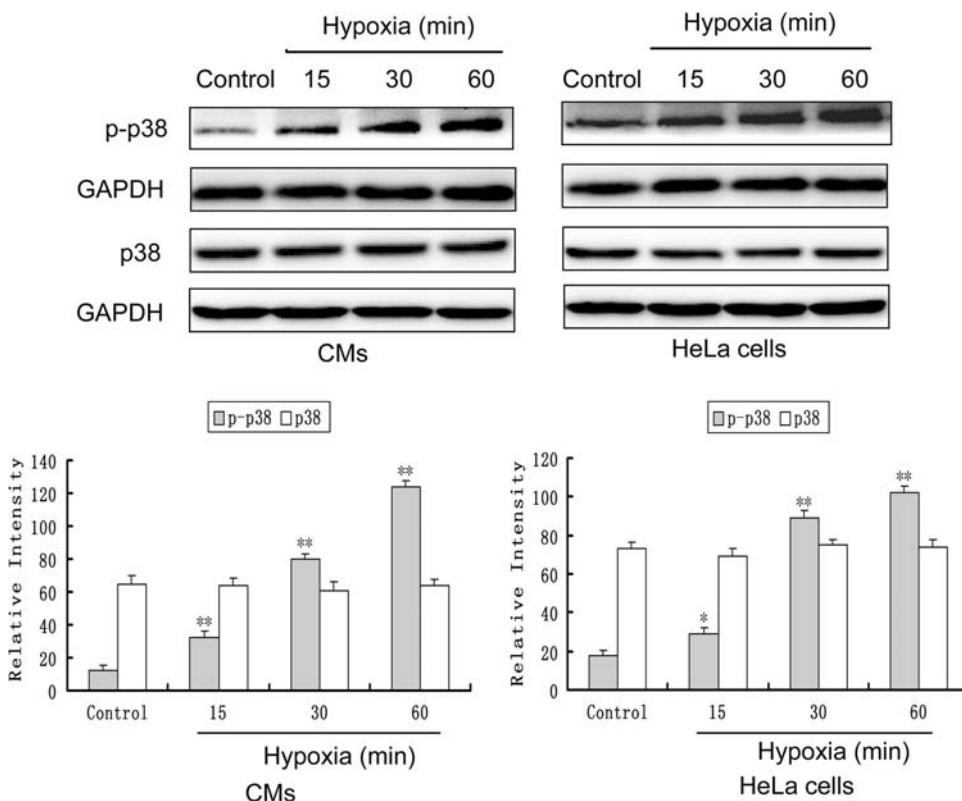 Hypoxia (min) Hypoxia (min)
Control 15 30 60 Control 15 30 60
p-p38
GAPDH
p38
GAPDH
CMs HeLa cells
p-p38 p38 p-p38 p38
Relative Intensity
140
120
100
80
60
40
20
0
** ** **
Control 15 30 60
Hypoxia (min)
CMs
Relative Intensity
120
100
80
60
40
20
0
* ** **
Control 15 30 60
Hypoxia (min)
HeLa cells